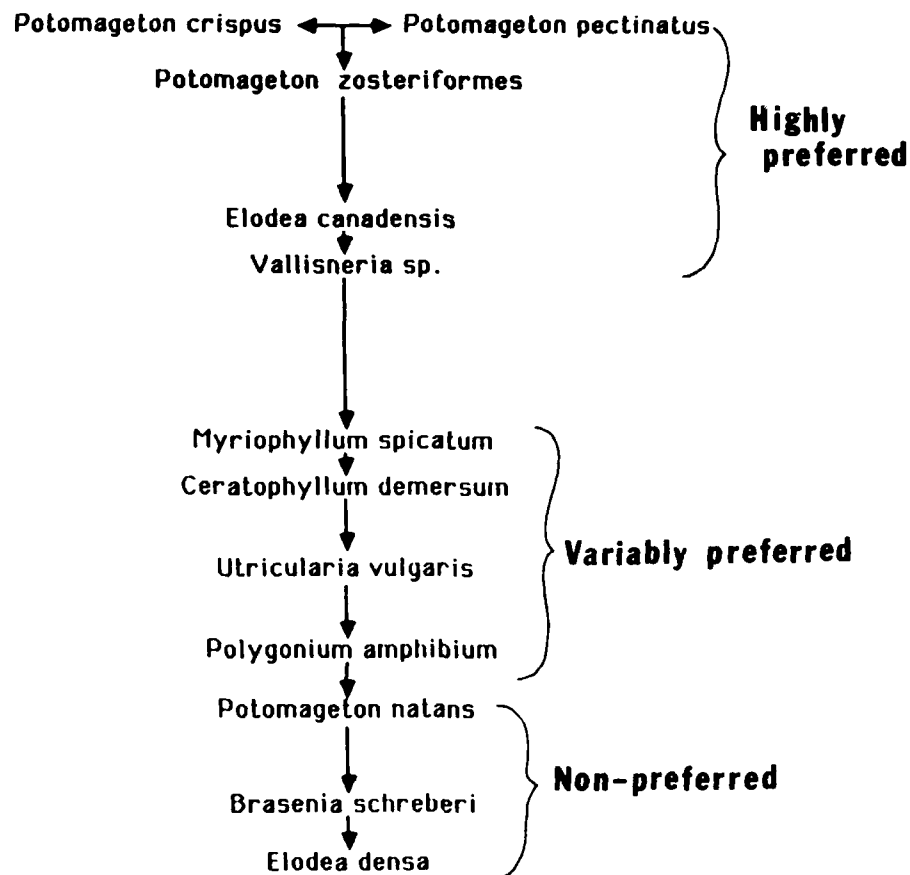 Potomageton crispus
Potomageton pectinatus
Potomageton zosteriformes
Highly
preferred
Elodea canadensis
Vallisneria sp.
Myriophyllum spicatum
Ceratophyllum demersum
Variably preferred
Utricularia vulgaris
Polygonium amphibium
Potomageton natans
Non-preferred
Brasenia schreberi
Elodea densa